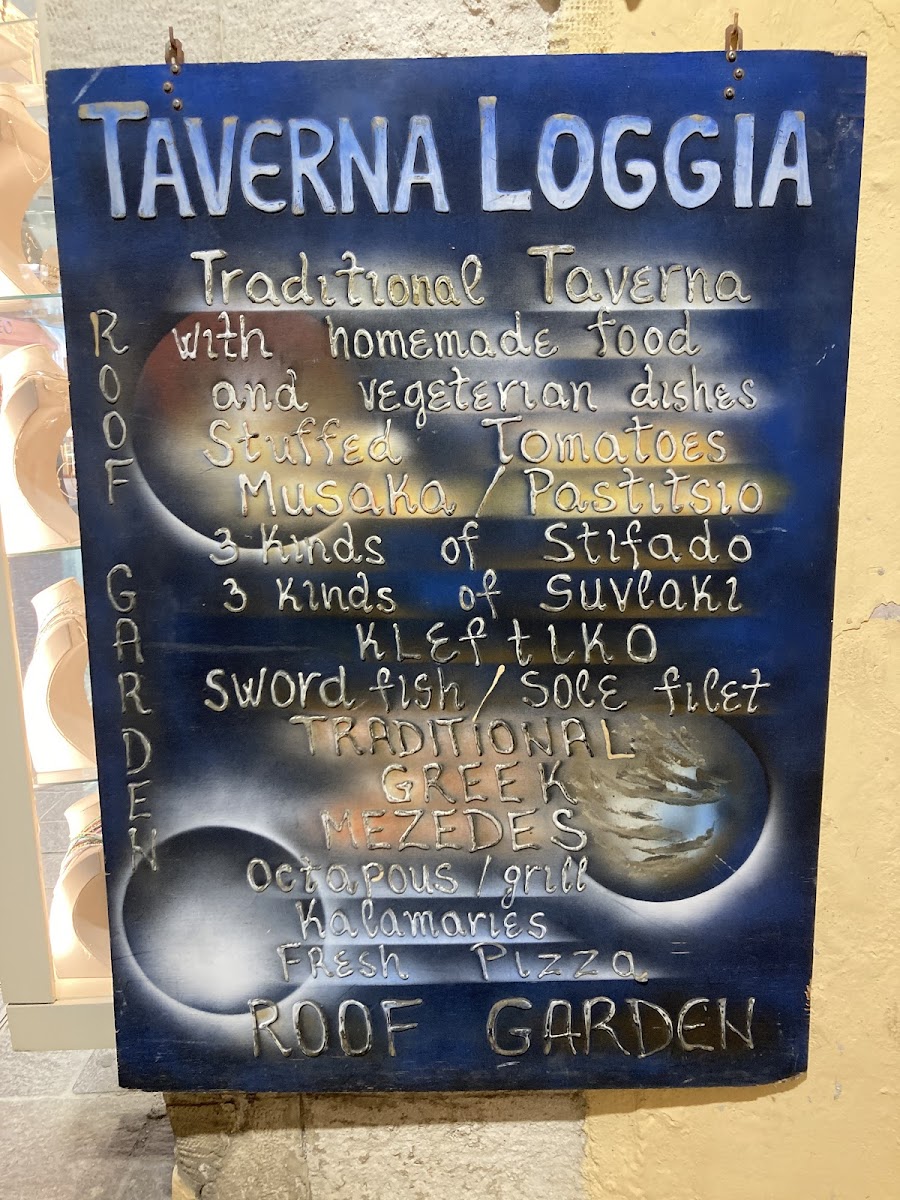 TAVERNA LOGGIA
Traditional Taverna
with homemade food
and vegeterian dishes
Stuffed Tomatoes
Musaka / Pastitsio
3 Kinds of Stifado
3 Kinds of Suvlaki
KLEFTIKO
SWORD fish / SOLE filet
TRADITIONAL
GREEK
MEZEDES
Octapous / grill
Kalamaries
FRESH Pizza
ROOF GARDEN
ROOF GARDEN